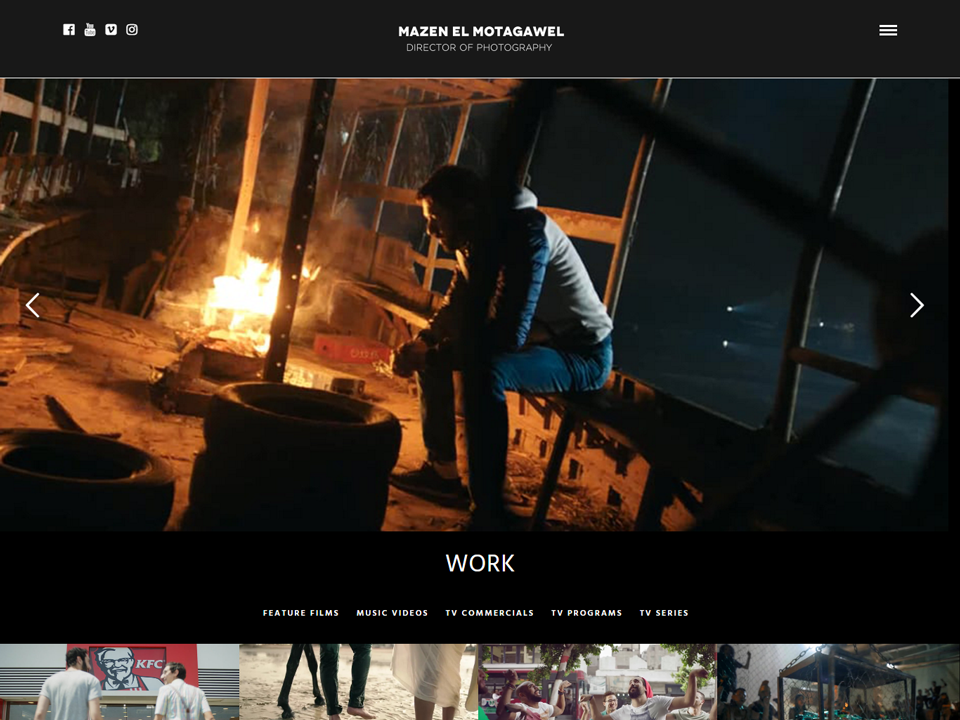 MAZEN EL MOTAGAWEL
DIRECTOR OF PHOTOGRAPHY
WORK
FEATURE FILMS MUSIC VIDEOS TV COMMERCIALS TV PROGRAMS TV SERIES
KFC